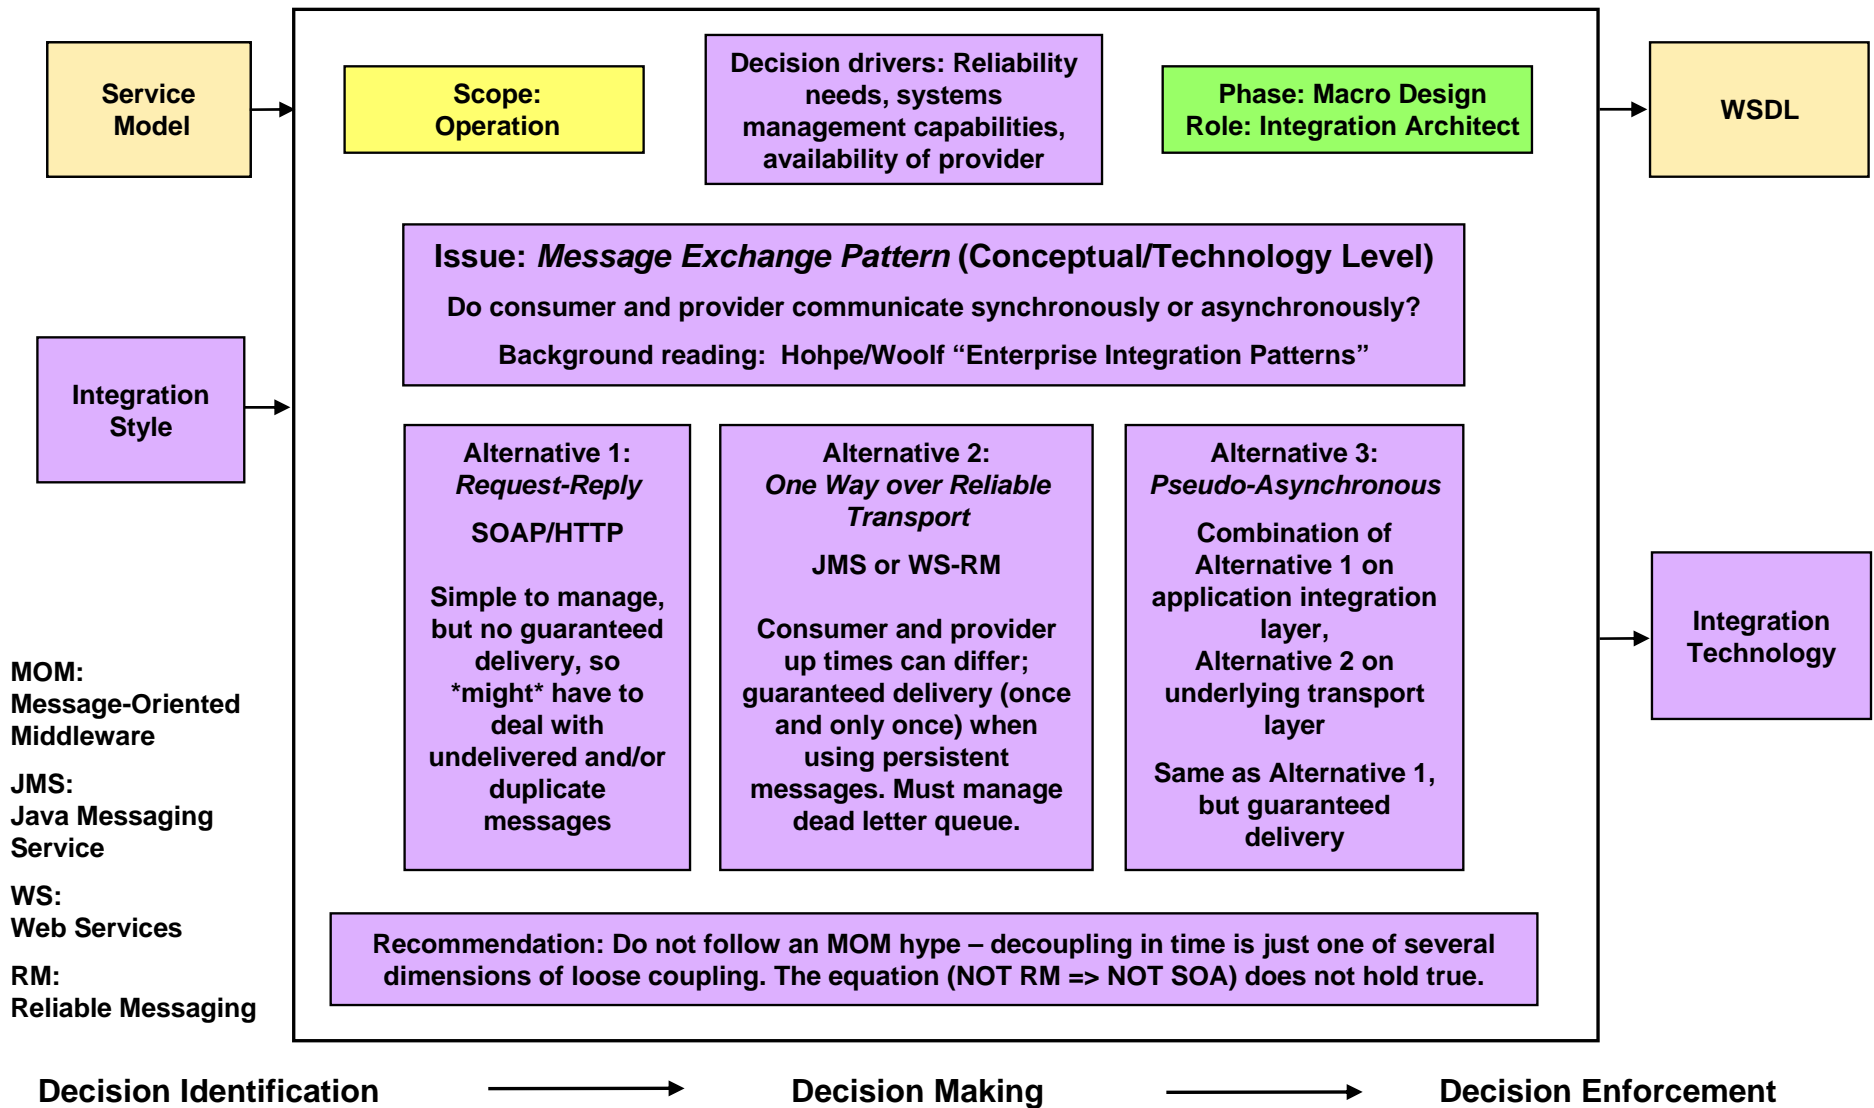 Service
Model
Scope:
Operation
Decision drivers: Reliability
needs, systems
management capabilities,
availability of provider
Phase: Macro Design
Role: Integration Architect
WSDL
Issue: Message Exchange Pattern (Conceptual/Technology Level)
Do consumer and provider communicate synchronously or asynchronously?
Background reading: Hohpe/Woolf “Enterprise Integration Patterns”
Integration
Style
Alternative 1:
Request-Reply
SOAP/HTTP
Simple to manage,
but no guaranteed
delivery, so
*might* have to
deal with
undelivered and/or
duplicate
messages
Alternative 2:
One Way over Reliable
Transport
JMS or WS-RM
Consumer and provider
up times can differ;
guaranteed delivery (once
and only once) when
using persistent
messages. Must manage
dead letter queue.
Alternative 3:
Pseudo-Asynchronous
Combination of
Alternative 1 on
application integration
layer,
Alternative 2 on
underlying transport
layer
Same as Alternative 1,
but guaranteed
delivery
Integration
Technology
MOM:
Message-Oriented
Middleware
JMS:
Java Messaging
Service
WS:
Web Services
RM:
Reliable Messaging
Recommendation: Do not follow an MOM hype – decoupling in time is just one of several
dimensions of loose coupling. The equation (NOT RM => NOT SOA) does not hold true.
Decision Identification
Decision Making
Decision Enforcement